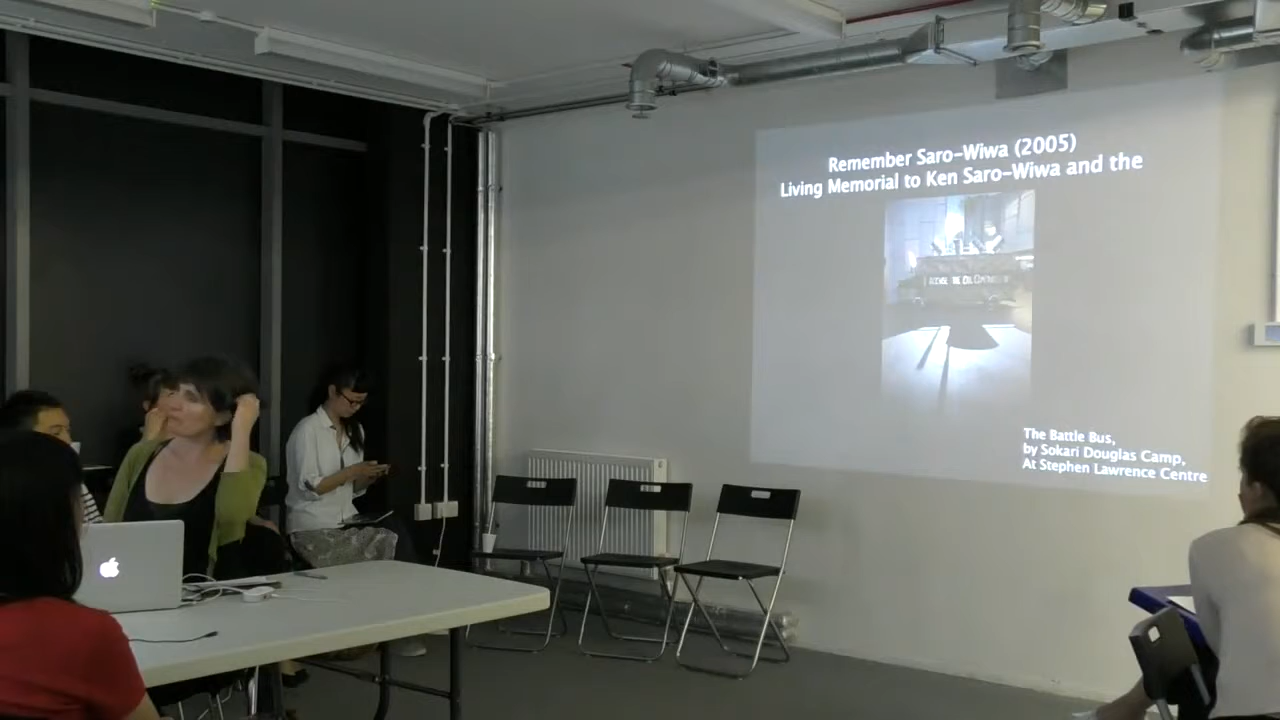 Remember Saro-Wiwa (2005)
Living Memorial to Ken Saro-Wiwa and the
The Battle Bus,
by Sokari Douglas Camp,
At Stephen Lawrence Centre